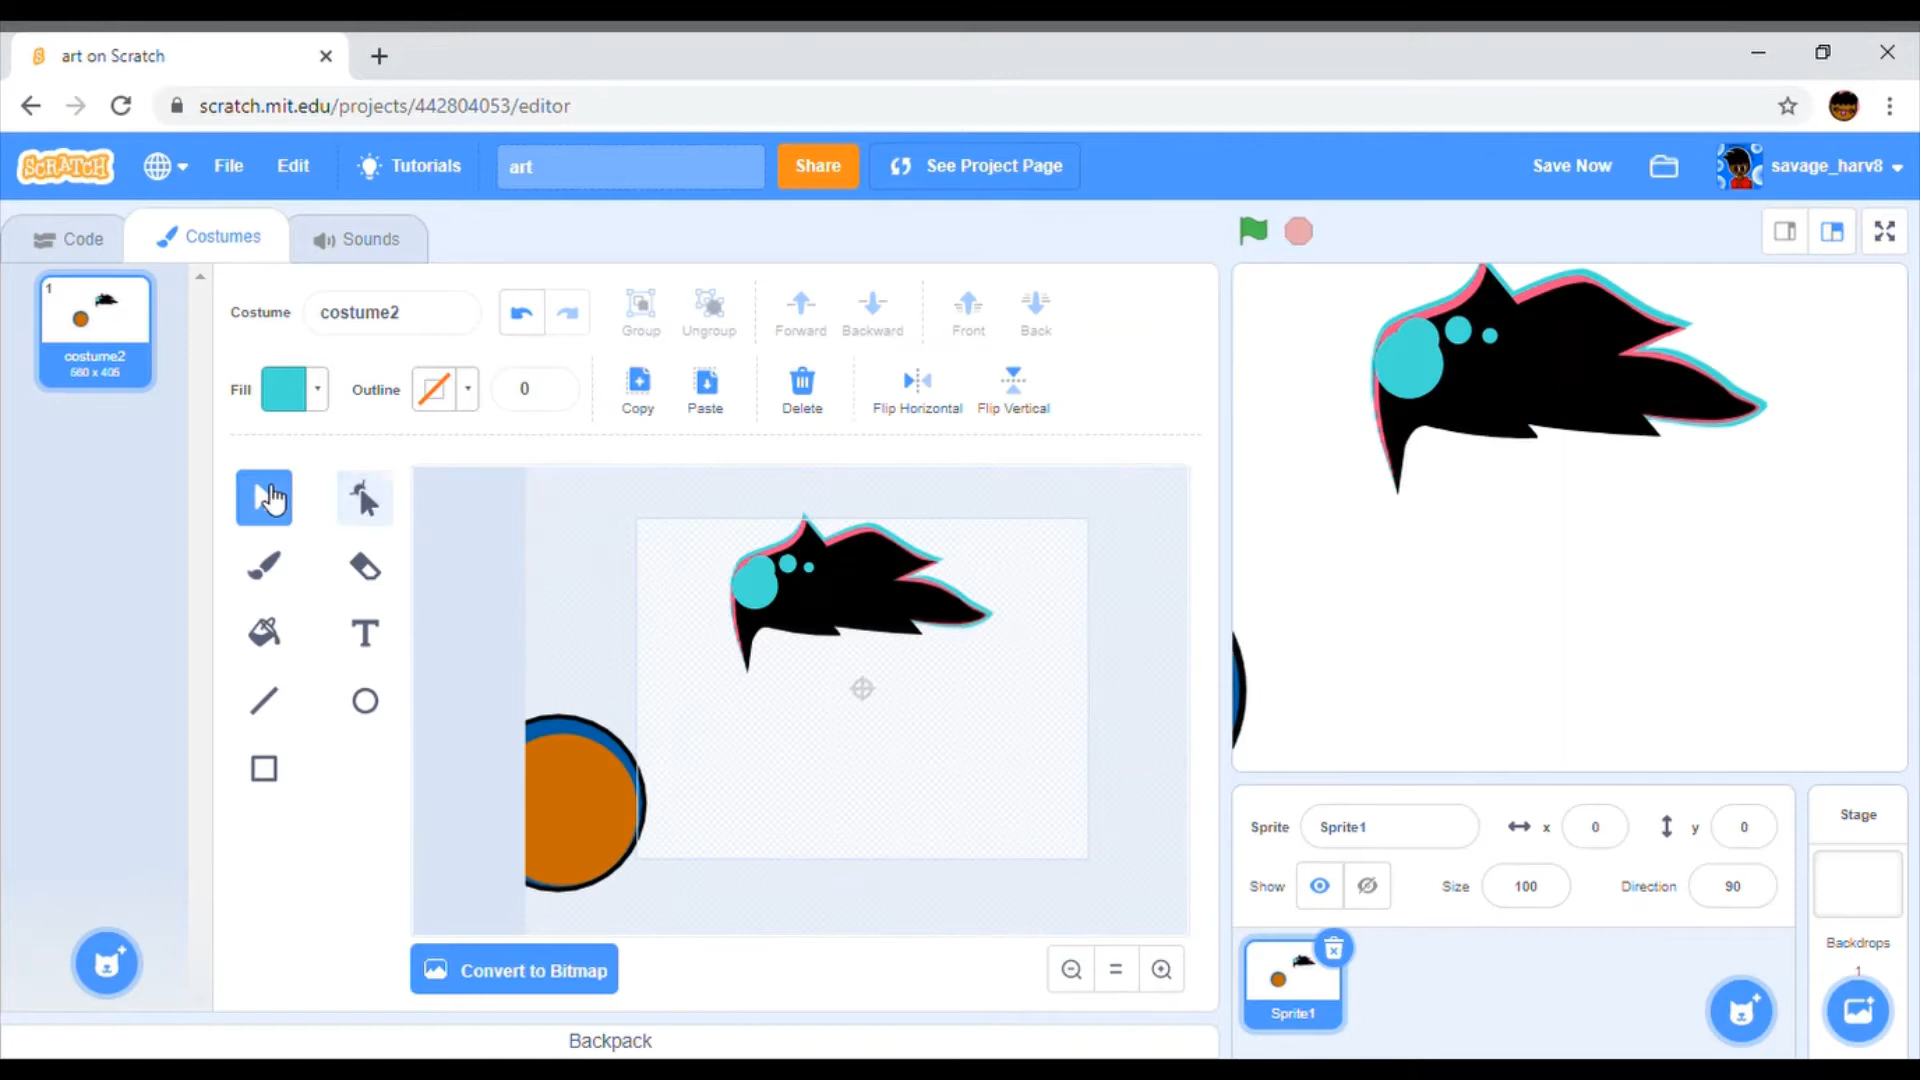 art on Scratch
scratch.mit.edu/projects/442804053/editor
SCRATCH
File
Edit
Tutorials
art
Share
See Project Page
Save Now
savage_harv8
Code
Costumes
Sounds
1
costume2
560 x 405
Costume
costume2
Group
Ungroup
Forward
Backward
Front
Back
Fill
Outline
0
Copy
Paste
Delete
Flip Horizontal
Flip Vertical
T
Convert to Bitmap
Backpack
Sprite
Sprite1
x
0
y
0
Show
Size
100
Direction
90
Sprite1
Stage
Backdrops
1